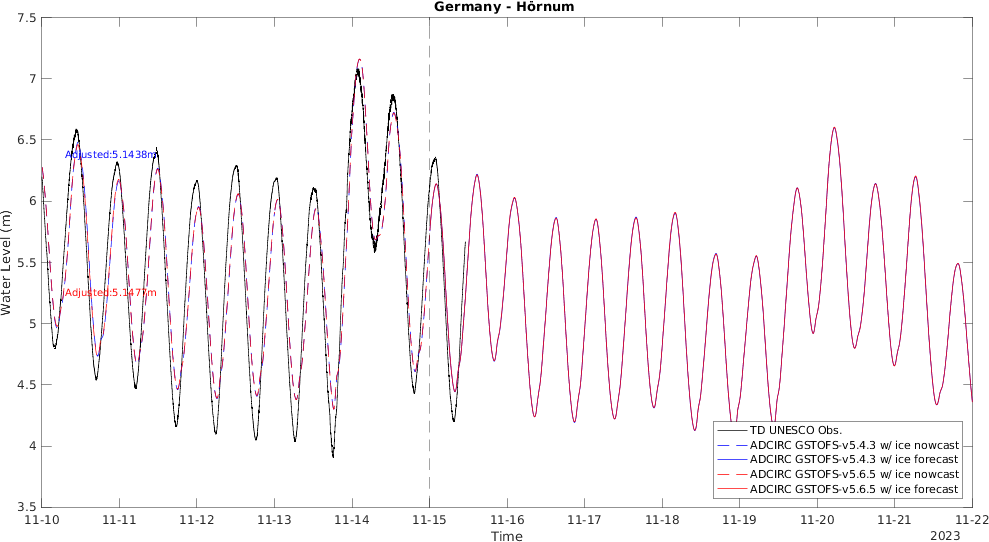 Germany - Hörnum
7.5
7
6.5
6
5.5
5
4.5
4
3.5
Water Level (m)
Adjusted:5.1438m
Adjusted:5.1477m
TD UNESCO Obs.
ADCIRC GSTOFS-v5.4.3 w/ ice nowcast
ADCIRC GSTOFS-v5.4.3 w/ ice forecast
ADCIRC GSTOFS-v5.6.5 w/ ice nowcast
ADCIRC GSTOFS-v5.6.5 w/ ice forecast
11-10 11-11 11-12 11-13 11-14 11-15 11-16 11-17 11-18 11-19 11-20 11-21 11-22
Time
2023